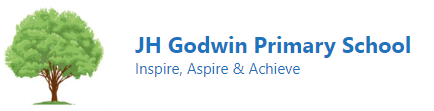 JH Godwin Primary School
Inspire, Aspire & Achieve